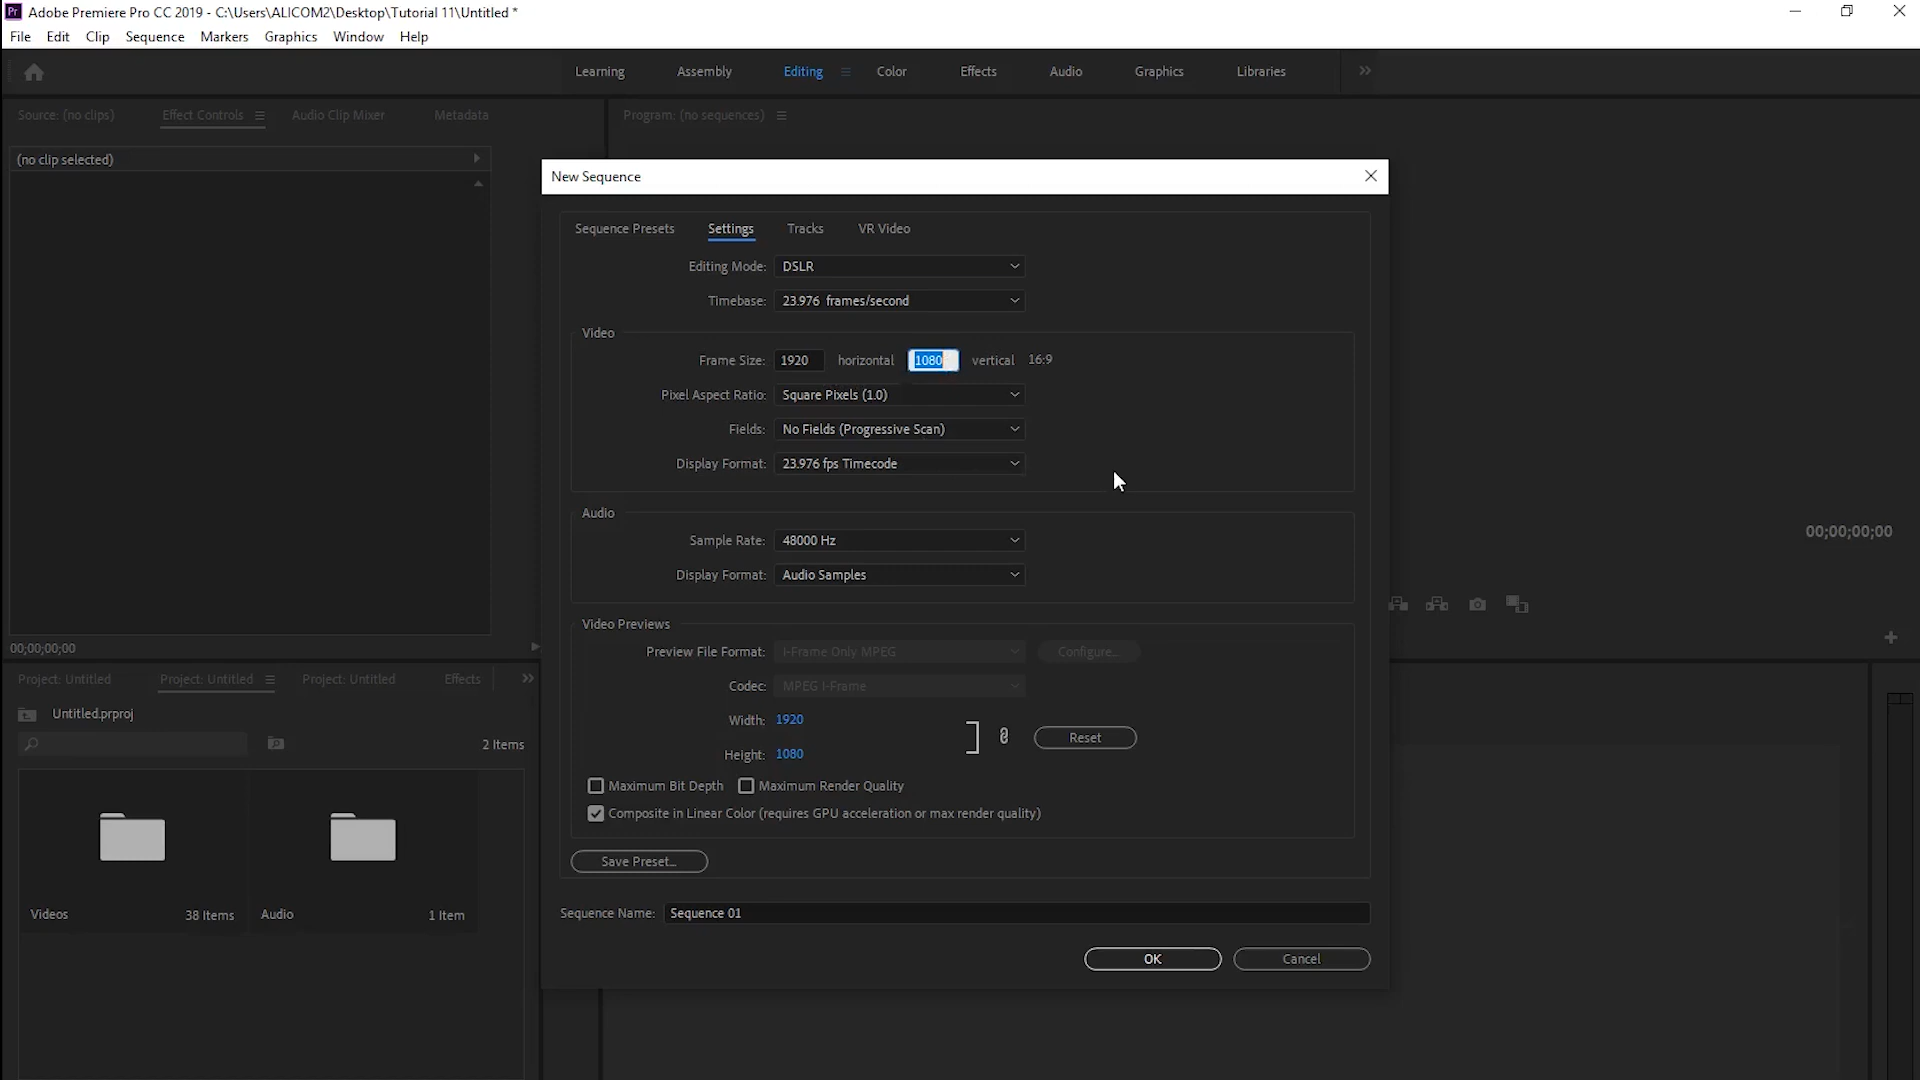 Pr Adobe Premiere Pro CC 2019 - C:\Users\ALICOM2\Desktop\Tutorial 11\Untitled *
File Edit Clip Sequence Markers Graphics Window Help
Learning Assembly Editing Color Effects Audio Graphics Libraries
Source: (no clips) Effect Controls Audio Clip Mixer Metadata Program: (no sequences)
(no clip selected)
New Sequence
Sequence Presets Settings Tracks VR Video
Editing Mode: DSLR
Timebase: 23.976 frames/second
Video
Frame Size: 1920 horizontal 1080 vertical 16:9
Pixel Aspect Ratio: Square Pixels (1.0)
Fields: No Fields (Progressive Scan)
Display Format: 23.976 fps Timecode
Audio
00;00;00;00
Sample Rate: 48000 Hz
Display Format: Audio Samples
Video Previews
00;00;00;00
Preview File Format: I-Frame Only MPEG Configure...
Project: Untitled Project: Untitled Project: Untitled Effects
Codec: MPEG I-Frame
Untitled.prproj
Width: 1920
Reset
2 Items
Height: 1080
Maximum Bit Depth Maximum Render Quality
Composite in Linear Color (requires GPU acceleration or max render quality)
Save Preset...
Videos 38 Items Audio 1 Item
Sequence Name: Sequence 01
OK Cancel